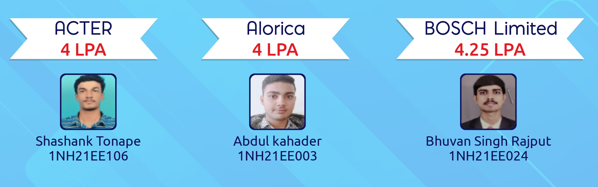 ACTER
4 LPA
Shashank Tonape
1NH21EE106
Alorica
4 LPA
Abdul kahader
1NH21EE003
BOSCH Limited
4.25 LPA
Bhuvan Singh Rajput
1NH21EE024